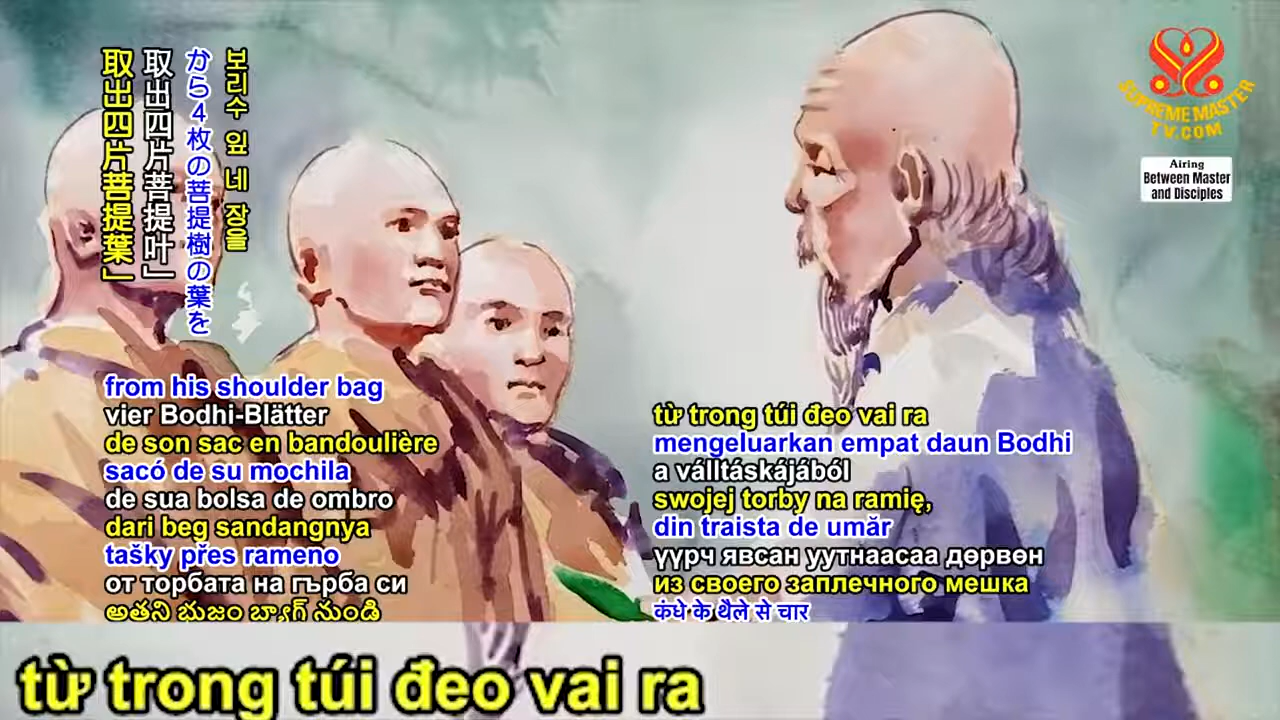 보리수 잎 네 장을
から4枚の菩提樹の葉を
取出四片菩提叶」
取出四片菩提葉」
SUPREME MASTER
TV.COM
Airing
Between Master
and Disciples
from his shoulder bag
vier Bodhi-Blätter
de son sac en bandoulière
sacó de su mochila
de sua bolsa de ombro
dari beg sandangnya
tašky přes rameno
от торбата на гърба си
అతని భుజం బ్యాగ్ నుండి
từ trong túi đeo vai ra
mengeluarkan empat daun Bodhi
a válltáskájából
swojej torby na ramię,
din traista de umăr
үүрч явсан уутнаасаа дөрвөн
из своего заплечного мешка
कंधे के थैले से चार
từ trong túi đeo vai ra